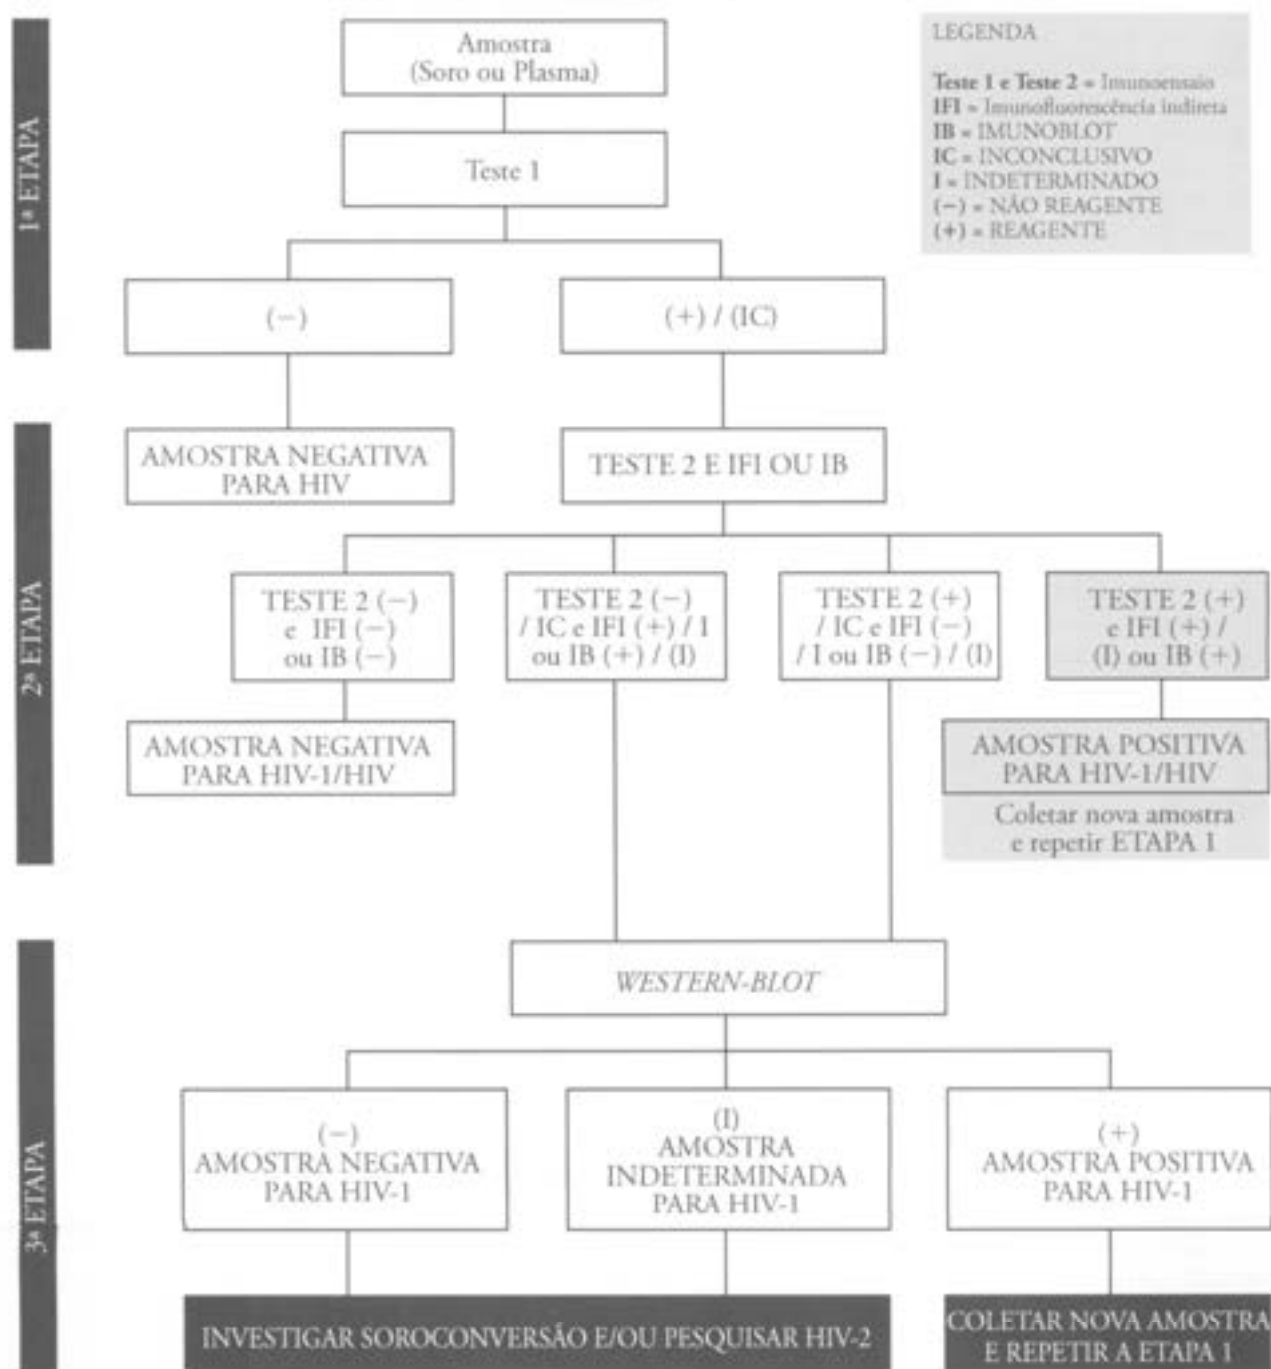 1ª ETAPA
Amostra
(Soro ou Plasma)
Teste 1
(−)
(+) / (IC)
LEGENDA
Teste 1 e Teste 2 = Imunoensaio
IFI = Imunofluorescência indireta
IB = IMUNOBLOT
IC = INCONCLUSIVO
I = INDETERMINADO
(−) = NÃO REAGENTE
(+) = REAGENTE
2ª ETAPA
AMOSTRA NEGATIVA
PARA HIV
TESTE 2 E IFI OU IB
TESTE 2 (−)
e IFI (−)
ou IB (−)
TESTE 2 (−)
/ IC e IFI (+) / I
ou IB (+) / (I)
TESTE 2 (+)
/ IC e IFI (−)
/ I ou IB (−) / (I)
TESTE 2 (+)
e IFI (+) /
(I) ou IB (+)
AMOSTRA NEGATIVA
PARA HIV-1/HIV
AMOSTRA POSITIVA
PARA HIV-1/HIV
Coletar nova amostra
e repetir ETAPA 1
3ª ETAPA
WESTERN-BLOT
(−)
AMOSTRA NEGATIVA
PARA HIV-1
(I)
AMOSTRA
INDETERMINADA
PARA HIV-1
(+)
AMOSTRA POSITIVA
PARA HIV-1
INVESTIGAR SOROCONVERSÃO E/OU PESQUISAR HIV-2
COLETAR NOVA AMOSTRA
E REPETIR A ETAPA 1